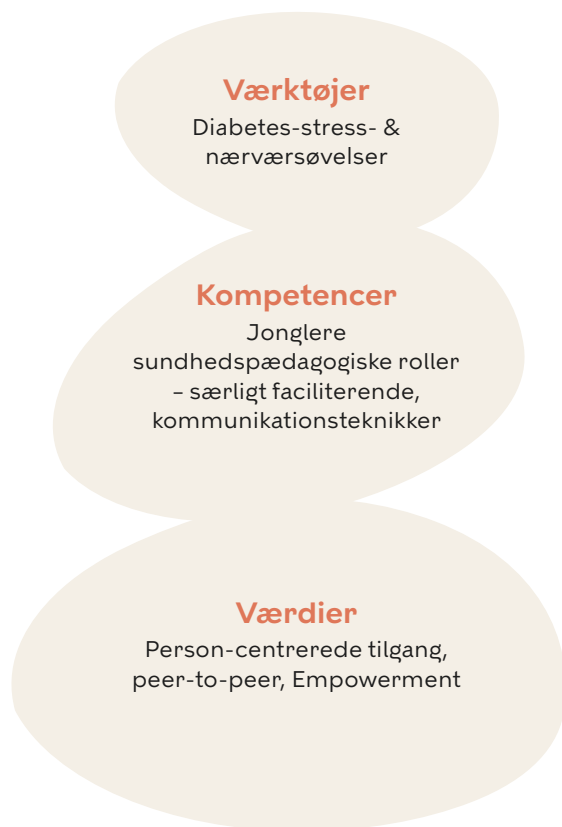 Værktøjer
Diabetes-stress- &
nærværsøvelser
Kompetencer
Jonglere
sundhedspædagogiske roller
– særligt faciliterende,
kommunikationsteknikker
Værdier
Person-centrerede tilgang,
peer-to-peer, Empowerment